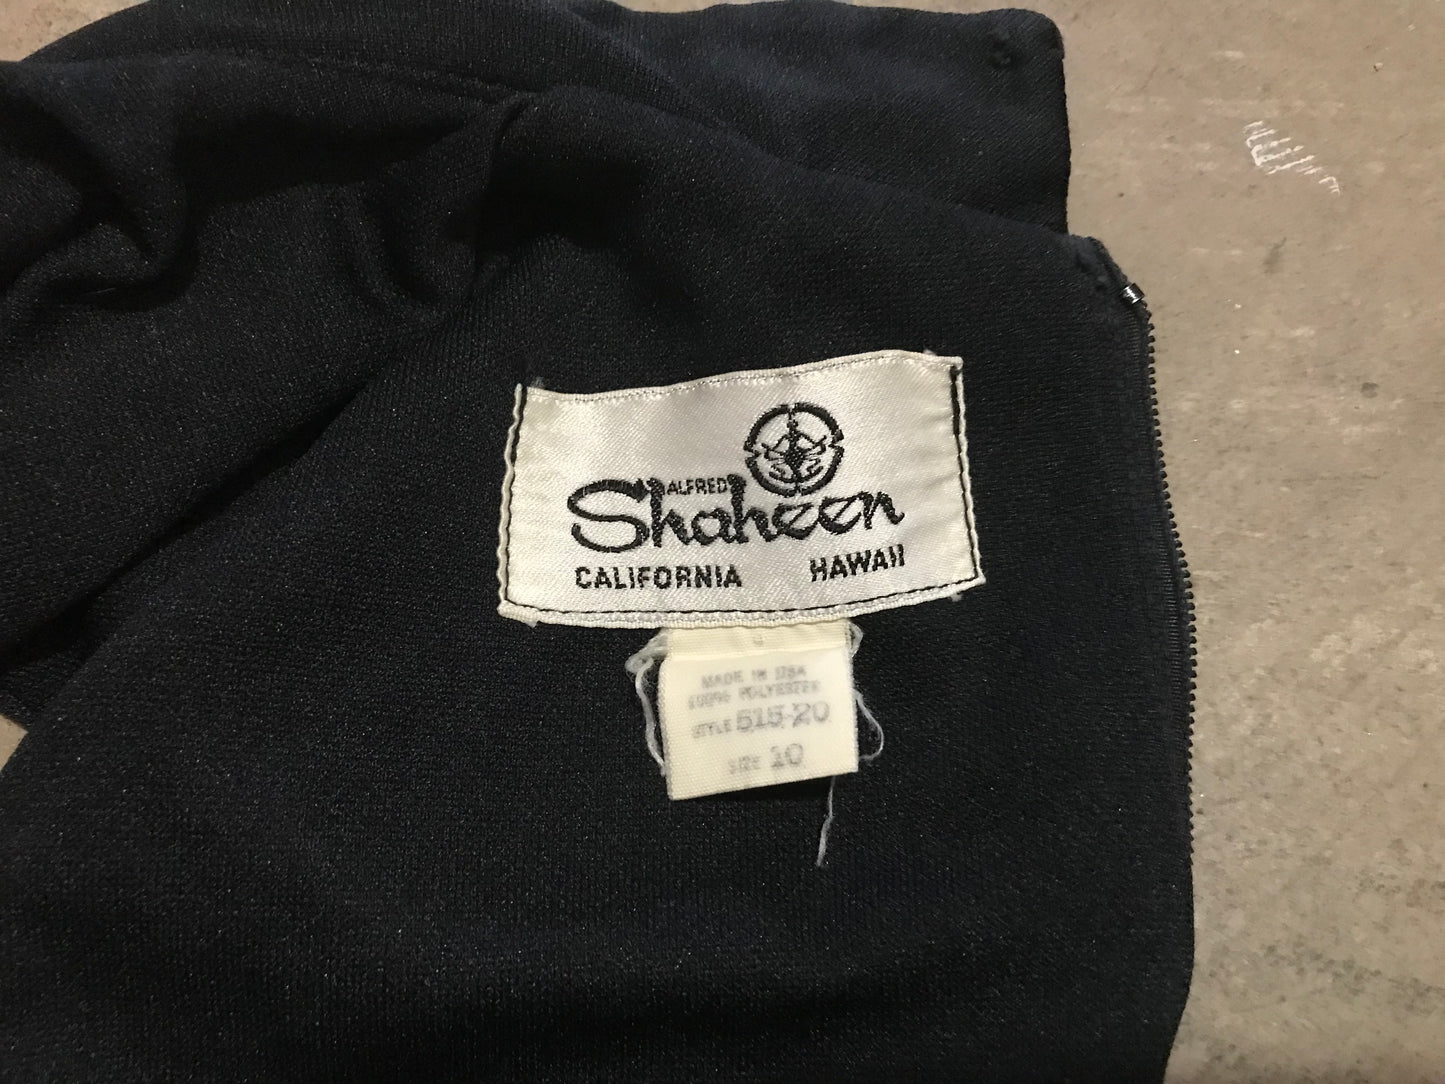 ALFRED
Shaheen
CALIFORNIA HAWAII
MADE IN USA
100% POLYESTER
STYLE 515-20
SIZE 10